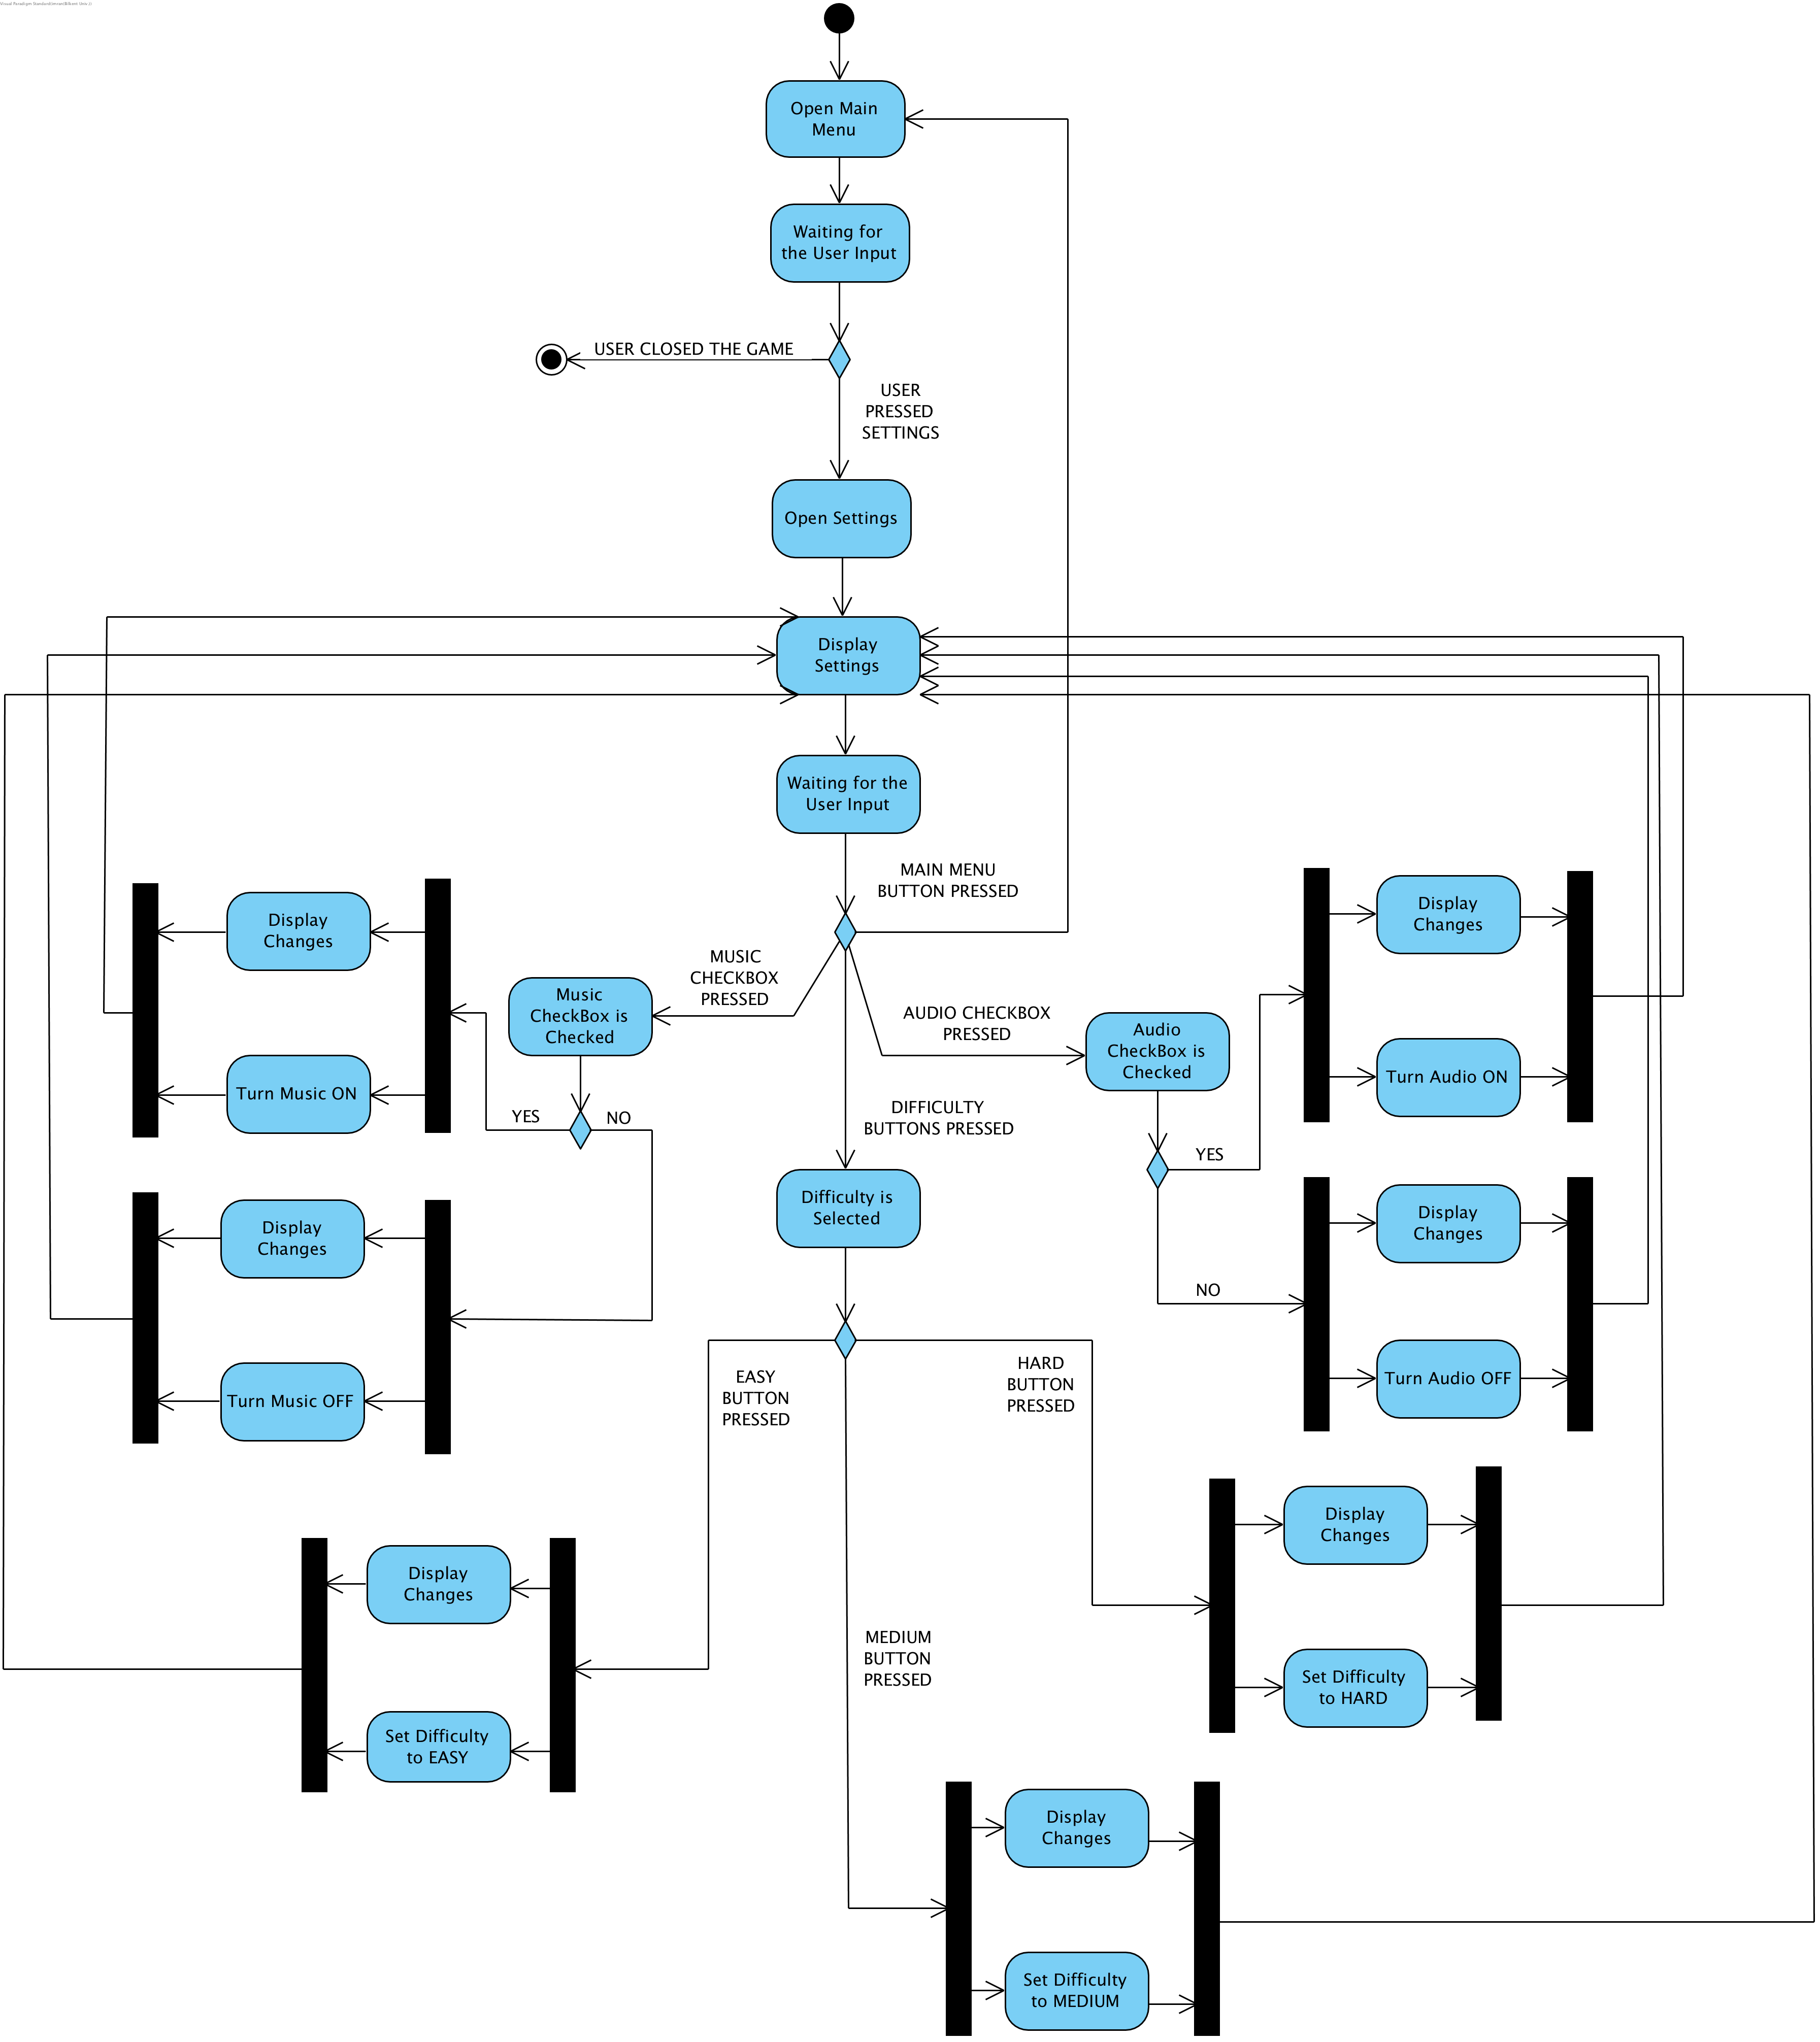 Open Main
Menu
Waiting for
the User Input
USER CLOSED THE GAME
USER
PRESSED
SETTINGS
Open Settings
Display
Settings
Waiting for the
User Input
MAIN MENU
BUTTON PRESSED
MUSIC
CHECKBOX
PRESSED
AUDIO CHECKBOX
PRESSED
DIFFICULTY
BUTTONS PRESSED
Music
CheckBox is
Checked
YES
NO
Display
Changes
Turn Music ON
Display
Changes
Turn Music OFF
Audio
CheckBox is
Checked
YES
NO
Display
Changes
Turn Audio ON
Display
Changes
Turn Audio OFF
Difficulty is
Selected
EASY
BUTTON
PRESSED
HARD
BUTTON
PRESSED
MEDIUM
BUTTON
PRESSED
Display
Changes
Set Difficulty
to EASY
Display
Changes
Set Difficulty
to HARD
Display
Changes
Set Difficulty
to MEDIUM